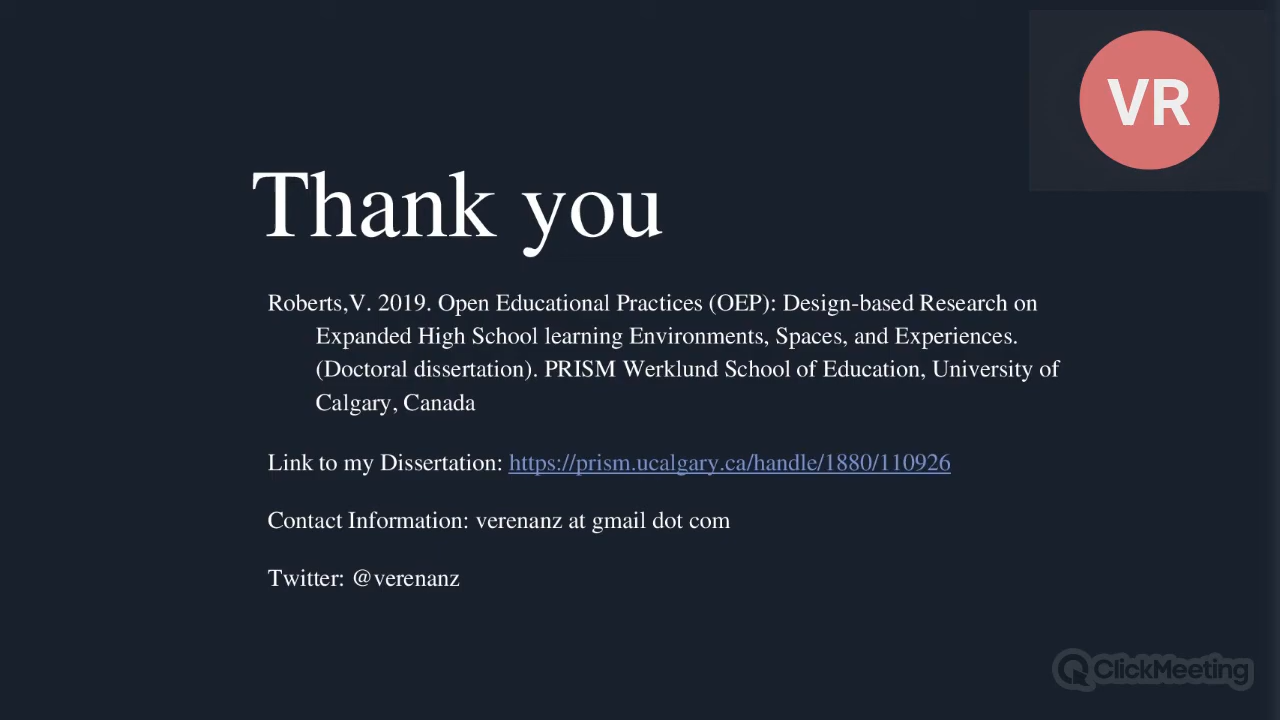 VR
Thank you
Roberts,V. 2019. Open Educational Practices (OEP): Design-based Research on
Expanded High School learning Environments, Spaces, and Experiences.
(Doctoral dissertation). PRISM Werklund School of Education, University of
Calgary, Canada
Link to my Dissertation: https://prism.ucalgary.ca/handle/1880/110926
Contact Information: verenanz at gmail dot com
Twitter: @verenanz
ClickMeeting